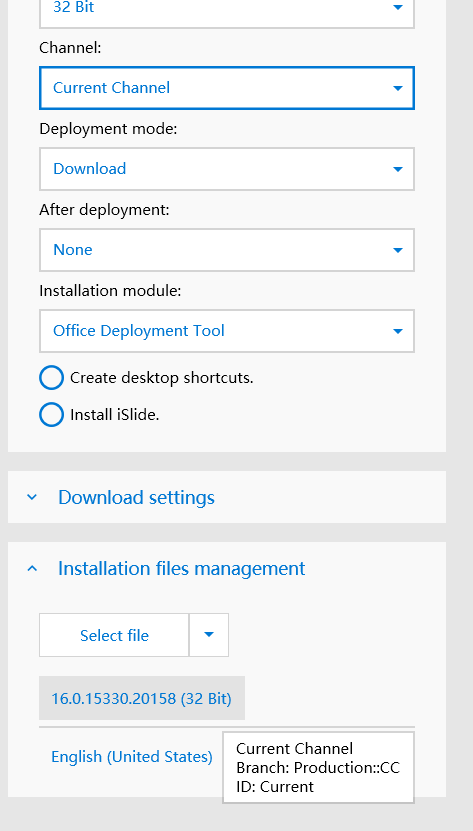 32 Bit
Channel:
Current Channel
Deployment mode:
Download
After deployment:
None
Installation module:
Office Deployment Tool
Create desktop shortcuts.
Install iSlide.
Download settings
Installation files management
Select file
16.0.15330.20158 (32 Bit)
English (United States)
Current Channel
Branch: Production::CC
ID: Current